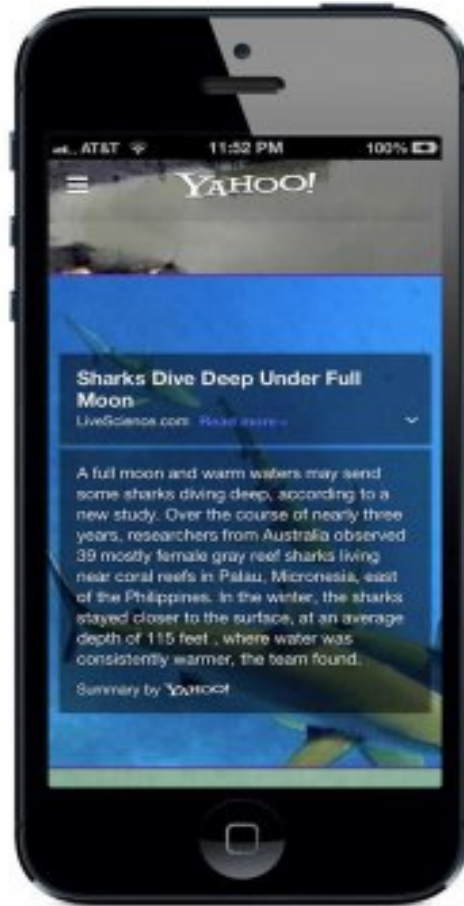 AT&T 11:52 PM 100%
YAHOO!
Sharks Dive Deep Under Full
Moon
LiveScience.com Read more »
A full moon and warm waters may send
some sharks diving deep, according to a
new study. Over the course of nearly three
years, researchers from Australia observed
39 mostly female gray reef sharks living
near coral reefs in Palau, Micronesia, east
of the Philippines. In the winter, the sharks
stayed closer to the surface, at an average
depth of 115 feet , where water was
consistently warmer, the team found.
Summary by YAHOO!